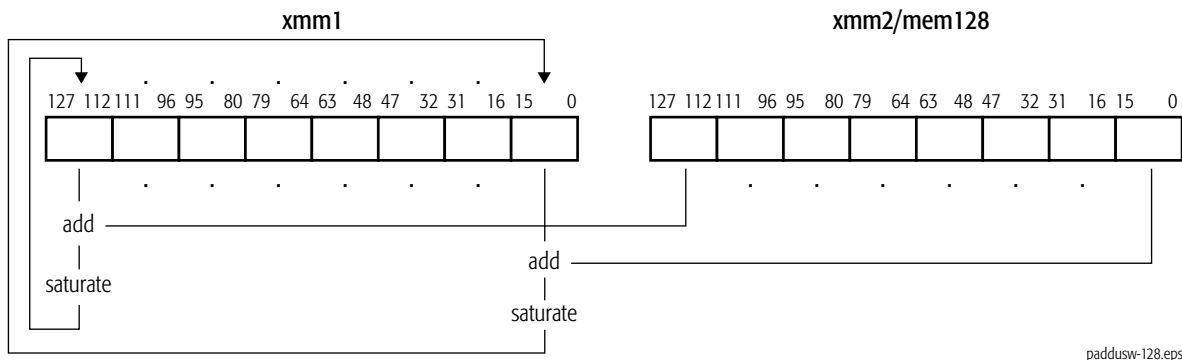 xmm1 xmm2/mem128
. . . . . .
127 112 111 96 95 80 79 64 63 48 47 32 31 16 15 0 127 112 111 96 95 80 79 64 63 48 47 32 31 16 15 0
. . . . . . . . . . . .
add
add
saturate
saturate
paddusw-128.eps